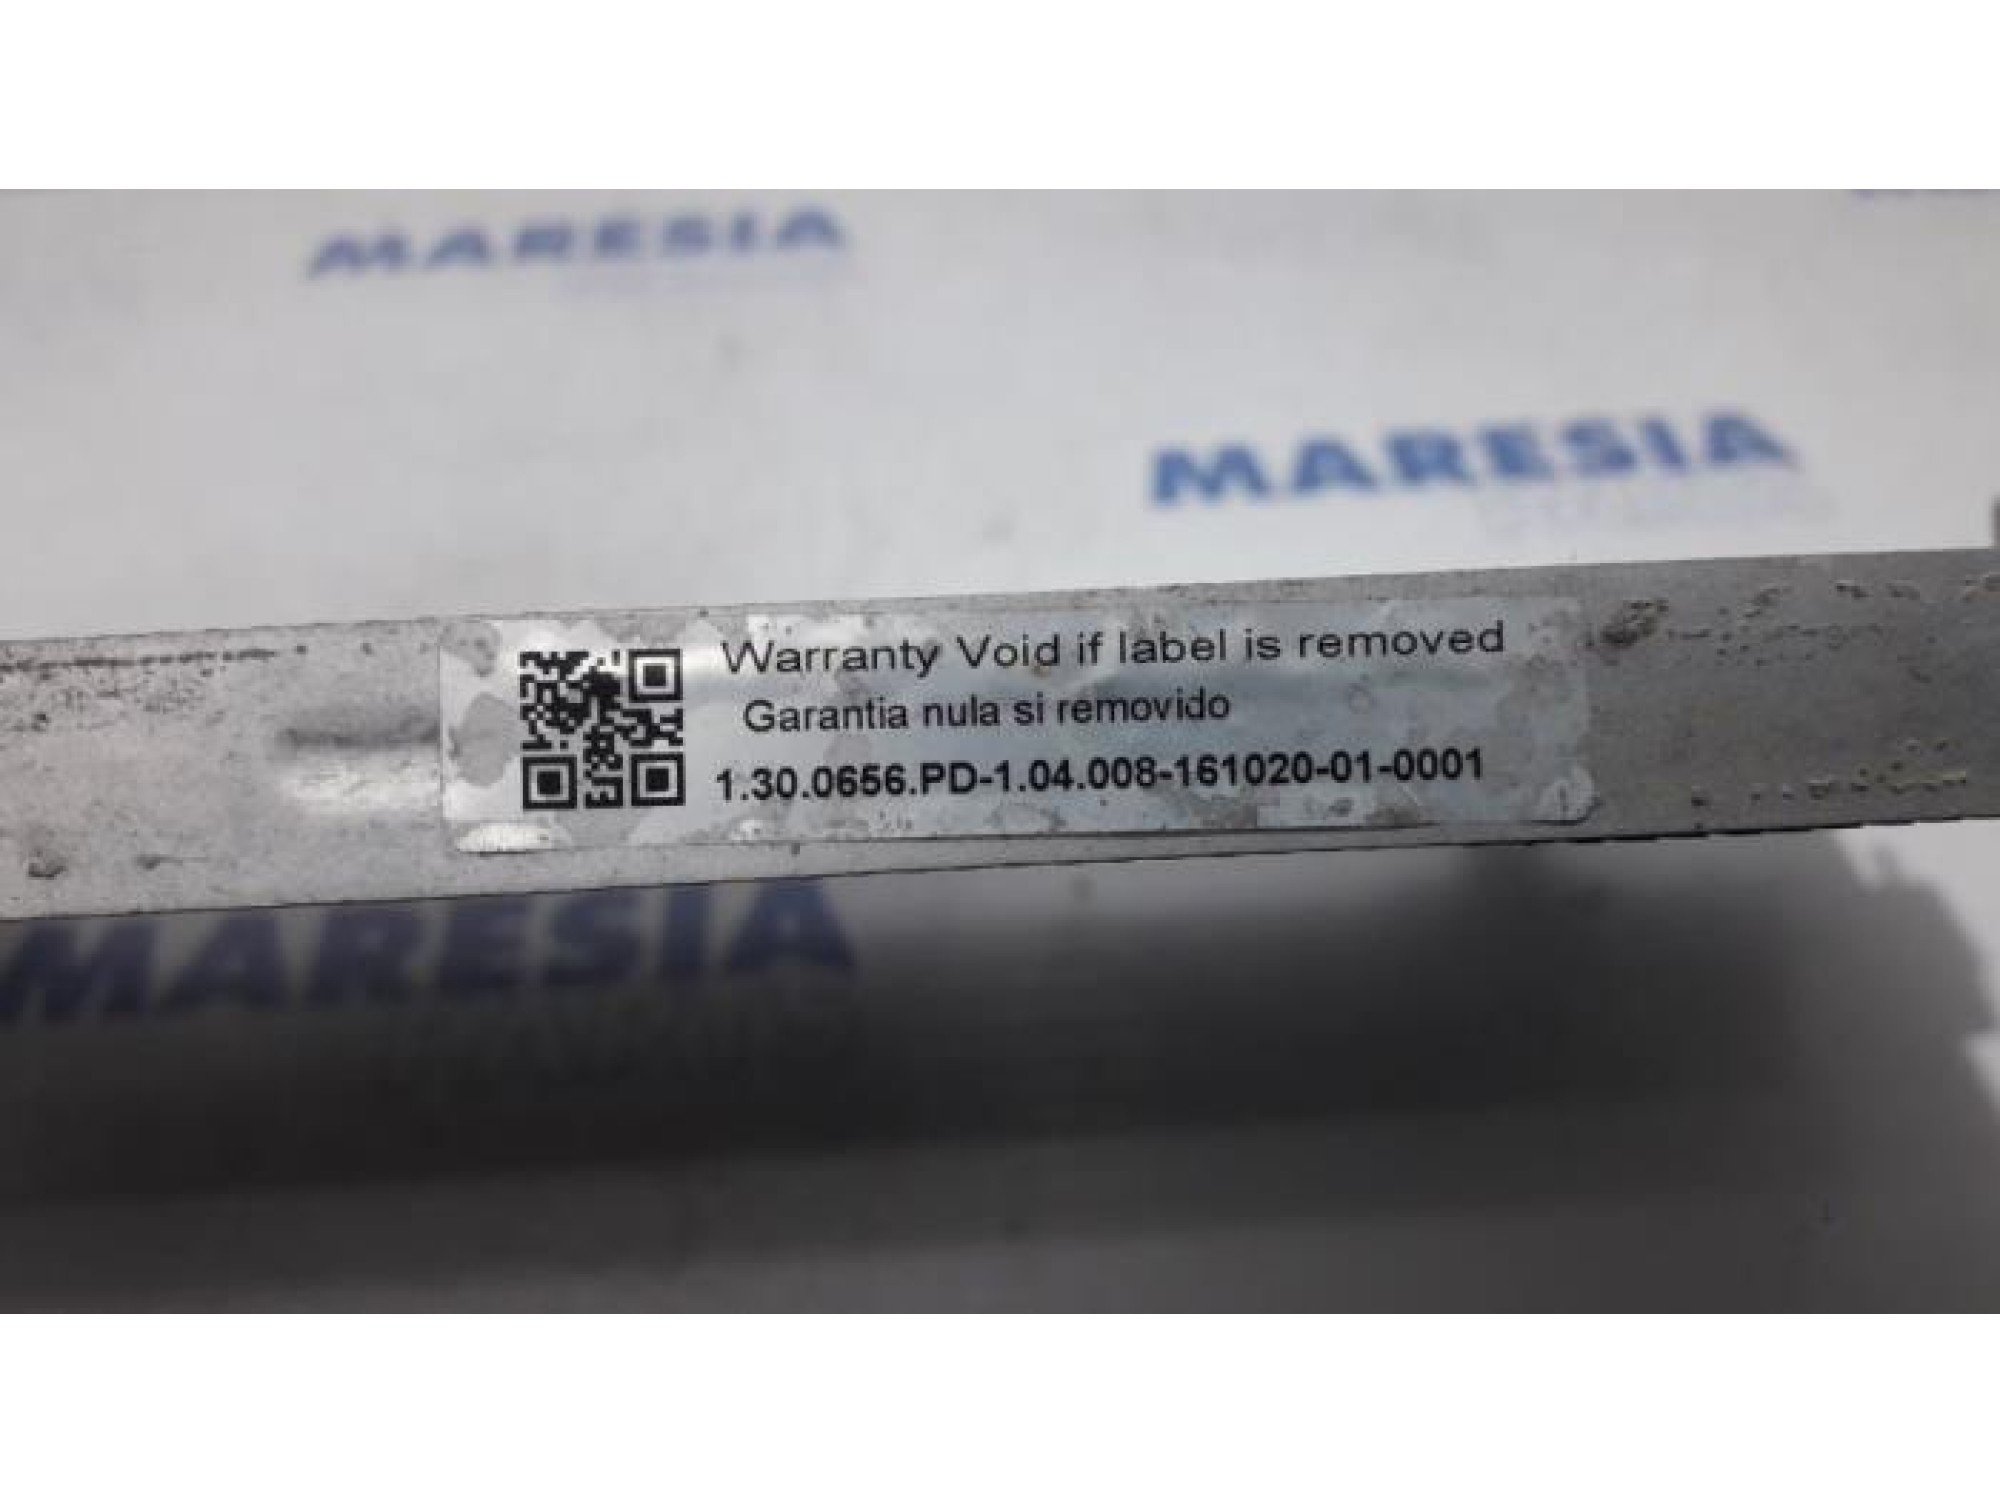 MARESIA
MARESIA
Warranty Void if label is removed
Garantia nula si removido
1.30.0656.PD-1.04.008-161020-01-0001
MARESIA